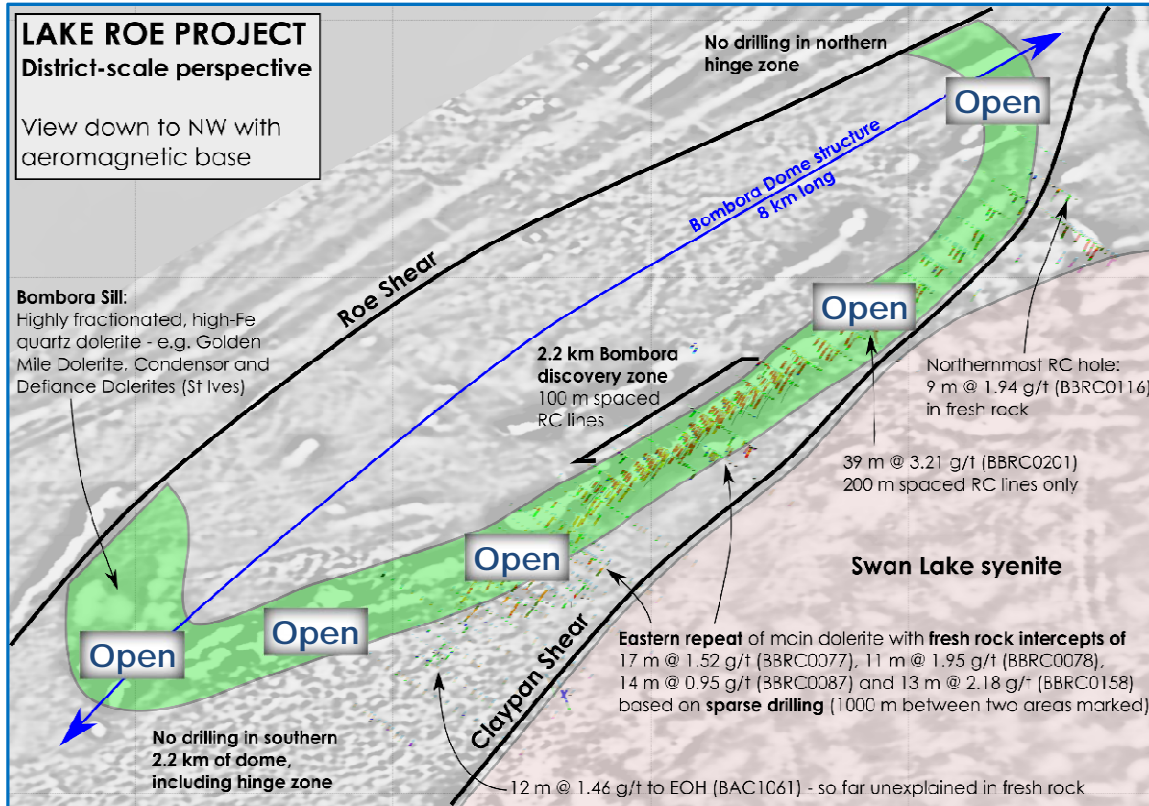 LAKE ROE PROJECT
District-scale perspective
View down to NW with
aeromagnetic base
No drilling in northern
hinge zone
Open
Bombora Dome structure
8 km long
Roe Shear
Bombora Sill:
Highly fractionated, high-Fe
quartz dolerite - e.g. Golden
Mile Dolerite, Condensor and
Defiance Dolerites (St Ives)
Open
2.2 km Bombora
discovery zone
100 m spaced
RC lines
Northernmost RC hole:
9 m @ 1.94 g/t (BBRC0116)
in fresh rock
39 m @ 3.21 g/t (BBRC0201)
200 m spaced RC lines only
Open
Swan Lake syenite
Open
Open
Claypan Shear
Eastern repeat of main dolerite with fresh rock intercepts of
17 m @ 1.52 g/t (BBRC0077), 11 m @ 1.95 g/t (BBRC0078),
14 m @ 0.95 g/t (BBRC0087) and 13 m @ 2.18 g/t (BBRC0158)
based on sparse drilling (1000 m between two areas marked)
No drilling in southern
2.2 km of dome,
including hinge zone
12 m @ 1.46 g/t to EOH (BAC1061) - so far unexplained in fresh rock